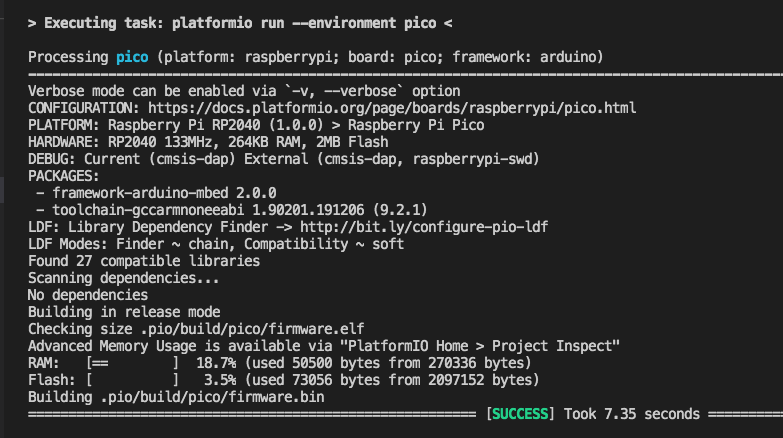 > Executing task: platformio run --environment pico <
Processing pico (platform: raspberrypi; board: pico; framework: arduino)
Verbose mode can be enabled via `-v, --verbose` option
CONFIGURATION: https://docs.platformio.org/page/boards/raspberrypi/pico.html
PLATFORM: Raspberry Pi RP2040 (1.0.0) > Raspberry Pi Pico
HARDWARE: RP2040 133MHz, 264KB RAM, 2MB Flash
DEBUG: Current (cmsis-dap) External (cmsis-dap, raspberrypi-swd)
PACKAGES:
 - framework-arduino-mbed 2.0.0
 - toolchain-gccarmnoneeabi 1.90201.191206 (9.2.1)
LDF: Library Dependency Finder -> http://bit.ly/configure-pio-ldf
LDF Modes: Finder ~ chain, Compatibility ~ soft
Found 27 compatible libraries
Scanning dependencies...
No dependencies
Building in release mode
Checking size .pio/build/pico/firmware.elf
Advanced Memory Usage is available via "PlatformIO Home > Project Inspect"
RAM:   [==        ]  18.7% (used 50500 bytes from 270336 bytes)
Flash: [          ]   3.5% (used 73056 bytes from 2097152 bytes)
Building .pio/build/pico/firmware.bin
[SUCCESS] Took 7.35 seconds